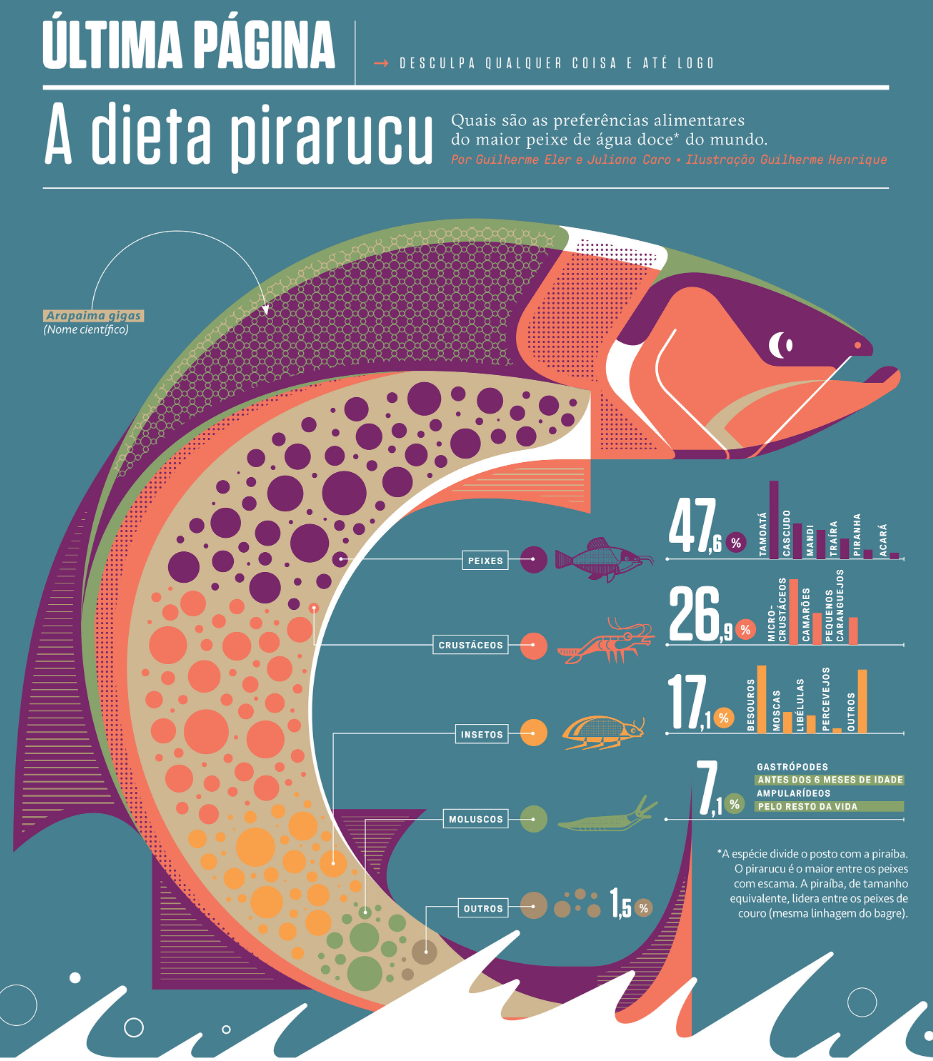 ÚLTIMA PÁGINA
→ DESCULPA QUALQUER COISA E ATÉ LOGO
A dieta pirarucu
Quais são as preferências alimentares
do maior peixe de água doce* do mundo.
Por Guilherme Eler e Juliana Caro • Ilustração Guilherme Henrique
Arapaima gigas
(Nome científico)
PEIXES
47,6 %
TAMOATÁ
CASCUDO
MANDI
TRAÍRA
PIRANHA
ACARÁ
CRUSTÁCEOS
26,9 %
MICRO-
CRUSTÁCEOS
CAMARÕES
PEQUENOS
CARANGUEJOS
INSETOS
17,1 %
BESOUROS
MOSCAS
LIBÉLULAS
PERCEVEJOS
OUTROS
MOLUSCOS
7,1 %
GASTRÓPODES
ANTES DOS 6 MESES DE IDADE
AMPULARÍDEOS
PELO RESTO DA VIDA
OUTROS
1,5 %
*A espécie divide o posto com a piraíba.
O pirarucu é o maior entre os peixes
com escama. A piraíba, de tamanho
equivalente, lidera entre os peixes de
couro (mesma linhagem do bagre).